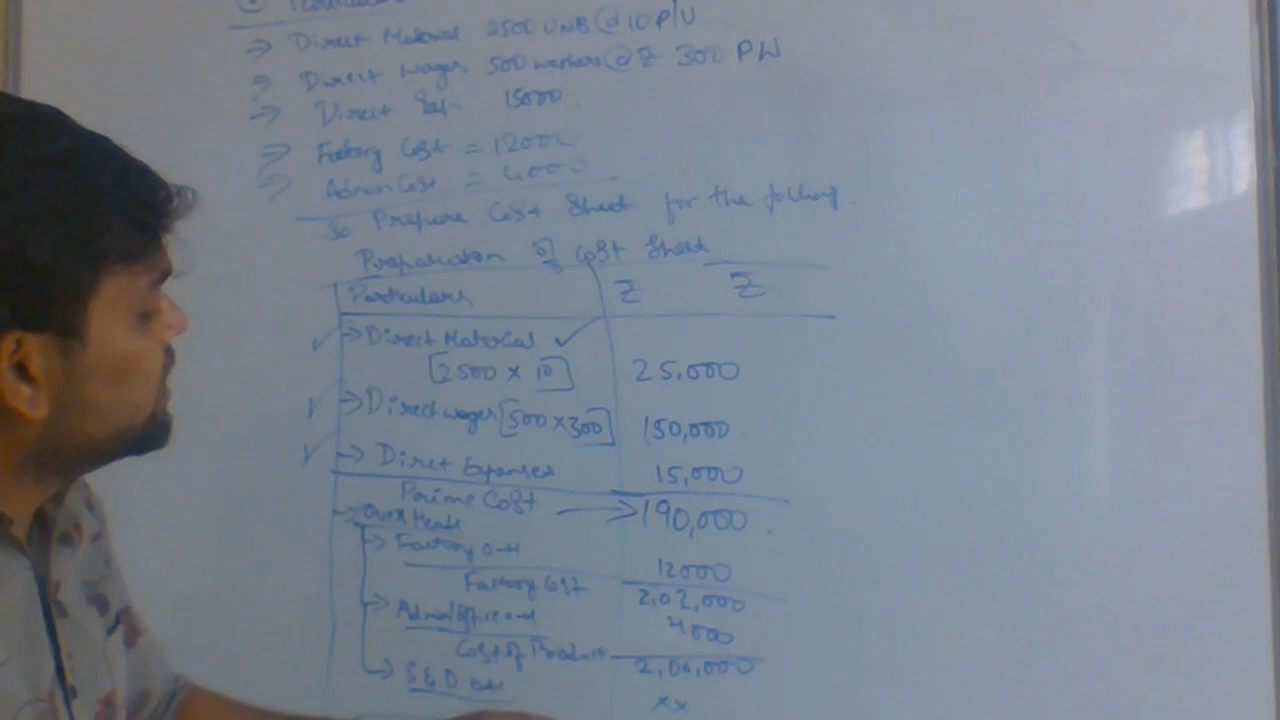 ⇒ Direct Material 2500 units @ 10 P/U
⇒ Direct wages 500 workers @ ₹ 300 PW
⇒ Direct Exp. 15000
⇒ Factory Cost = 12000
⇒ Admin Cost = 4000
Prepare Cost Sheet for the following.
Preparation of Cost Sheet
Particulars ₹ ₹
→ Direct Material ✓
[2500 × 10] 25,000
→ Direct wages [500 × 300] 150,000
→ Direct Expenses 15,000
Prime Cost → 190,000
→ Over Heads
→ Factory O-H 12000
Factory Cost 2,02,000
→ Admin/Office O-H 4000
Cost of Product 2,06,000
→ S&D OH xx